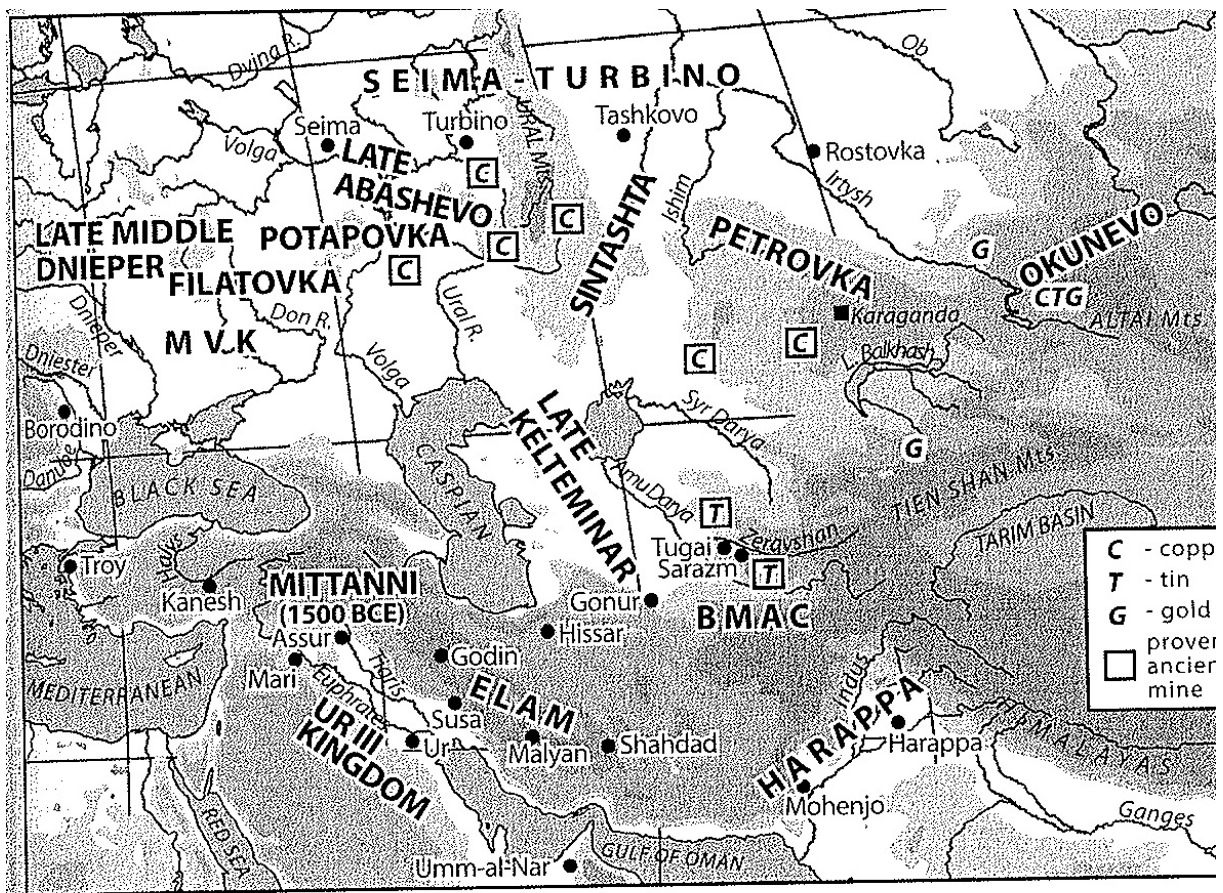 Ob
Dvina R.
SEIMA-TURBINO
URAL Mts.
Seima
Turbino
Tashkovo
Rostovka
Volga
LATE
ABASHEVO
C
Ishim
Irtysh
SINTASHTA
C
LATE MIDDLE
DNIEPER
POTAPOVKA
C
PETROVKA
G
OKUNEVO
FILATOVKA
C
CTG
Dnieper
Don R.
Ural R.
Karaganda
ALTAI Mts.
MVK
C
C
Balkhash
Dniester
Volga
Borodino
LATE
KELTEMINAR
Syr Darya
G
Danube
BLACK SEA
CASPIAN
Amu Darya
TIEN SHAN Mts.
T
TARIM BASIN
Zeravshan
Tugai
Sarazm
T
Troy
Halys
Kanesh
MITTANNI
(1500 BCE)
Gonur
BMAC
Assur
Hissar
Mari
Godin
Tigris
Euphrates
MEDITERRANEAN
ELAM
Susa
Indus
UR III
KINGDOM
Ur
Malyan
Shahdad
HARAPPA
Harappa
HIMALAYAS
Mohenjo
Ganges
RED SEA
Umm-al-Nar
GULF OF OMAN
C - copp
T - tin
G - gold
proven
ancien
mine